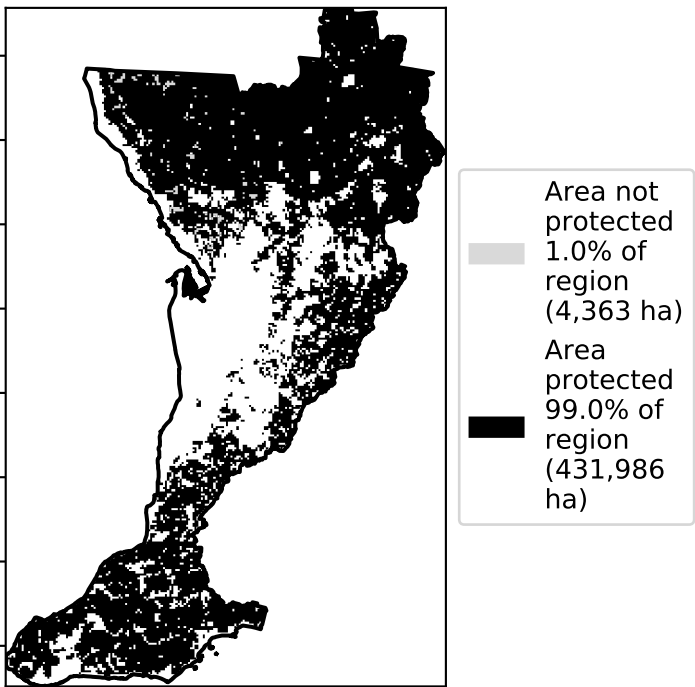 Area not
protected
1.0% of
region
(4,363 ha)
Area
protected
99.0% of
region
(431,986
ha)